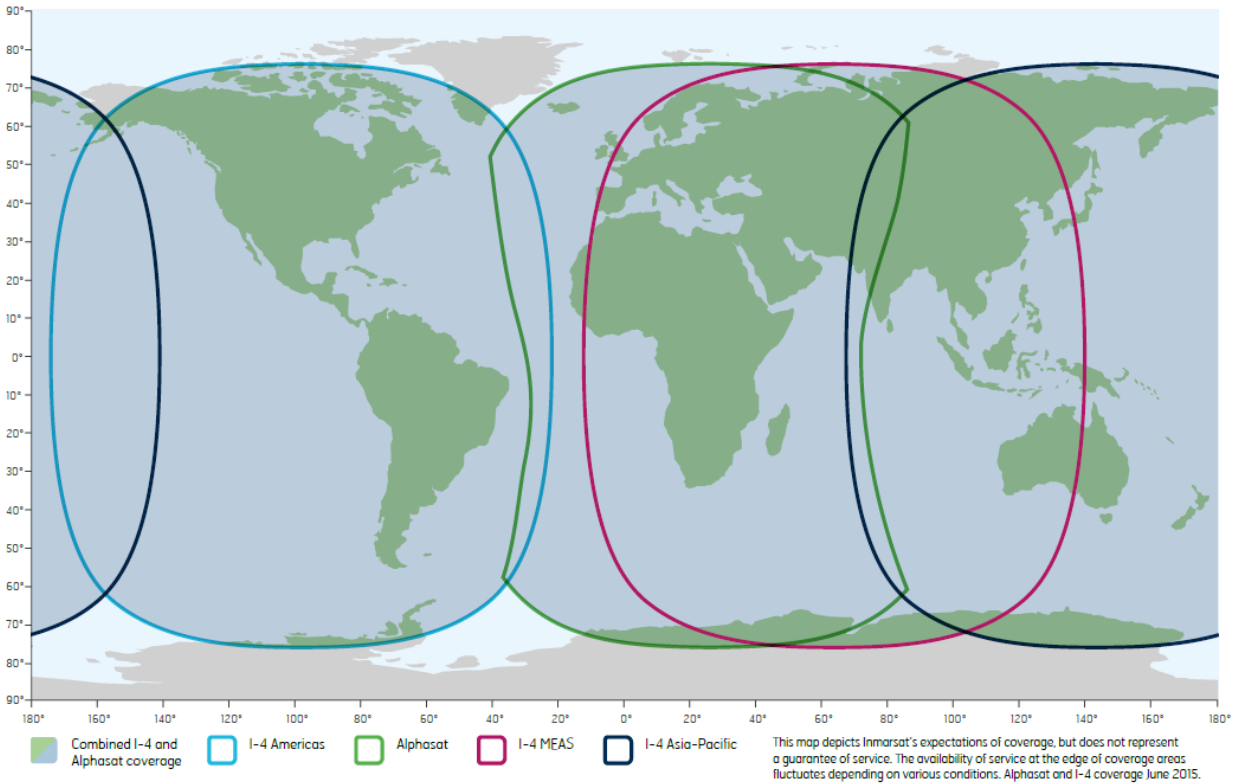 90°
80°
70°
60°
50°
40°
30°
20°
10°
0°
10°
20°
30°
40°
50°
60°
70°
80°
90°
180° 160° 140° 120° 100° 80° 60° 40° 20° 0° 20° 40° 60° 80° 100° 120° 140° 160° 180°
Combined I-4 and
Alphasat coverage
I-4 Americas
Alphasat
I-4 MEAS
I-4 Asia-Pacific
This map depicts Inmarsat's expectations of coverage, but does not represent
a guarantee of service. The availability of service at the edge of coverage areas
fluctuates depending on various conditions. Alphasat and I-4 coverage June 2015.